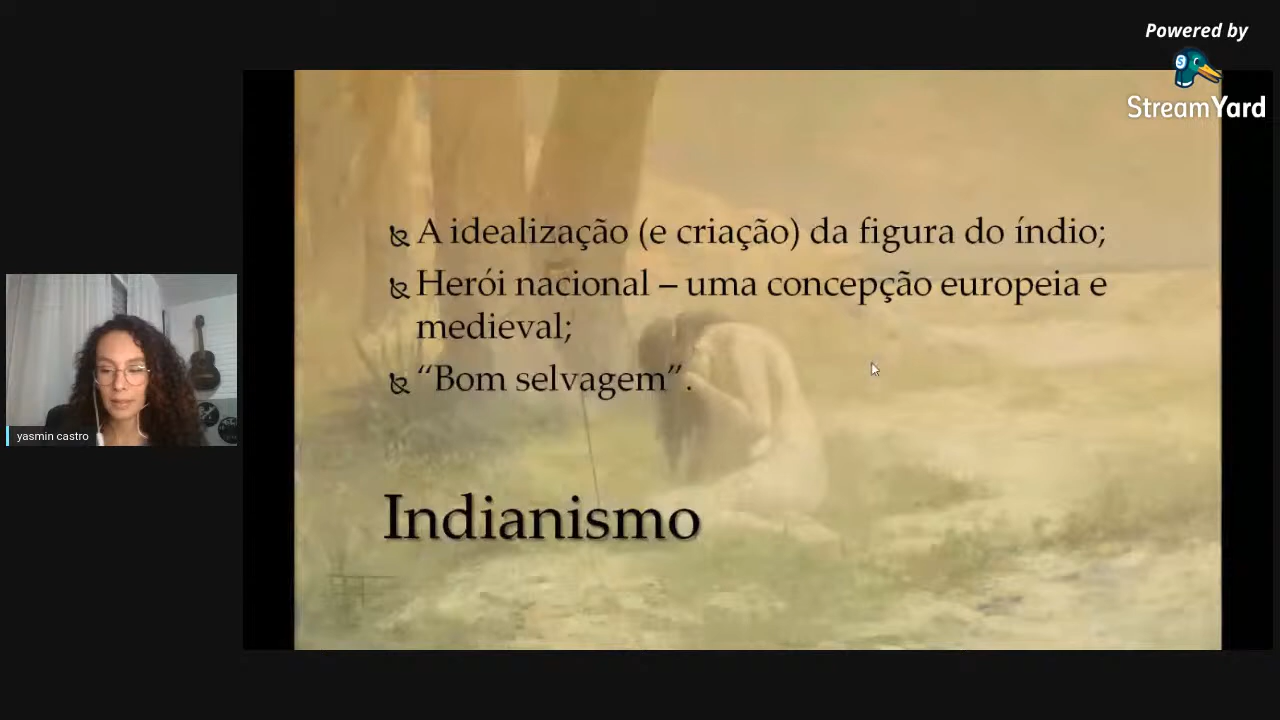 Powered by
StreamYard
A idealização (e criação) da figura do índio;
Herói nacional – uma concepção europeia e
medieval;
“Bom selvagem”.
Indianismo
yasmin castro